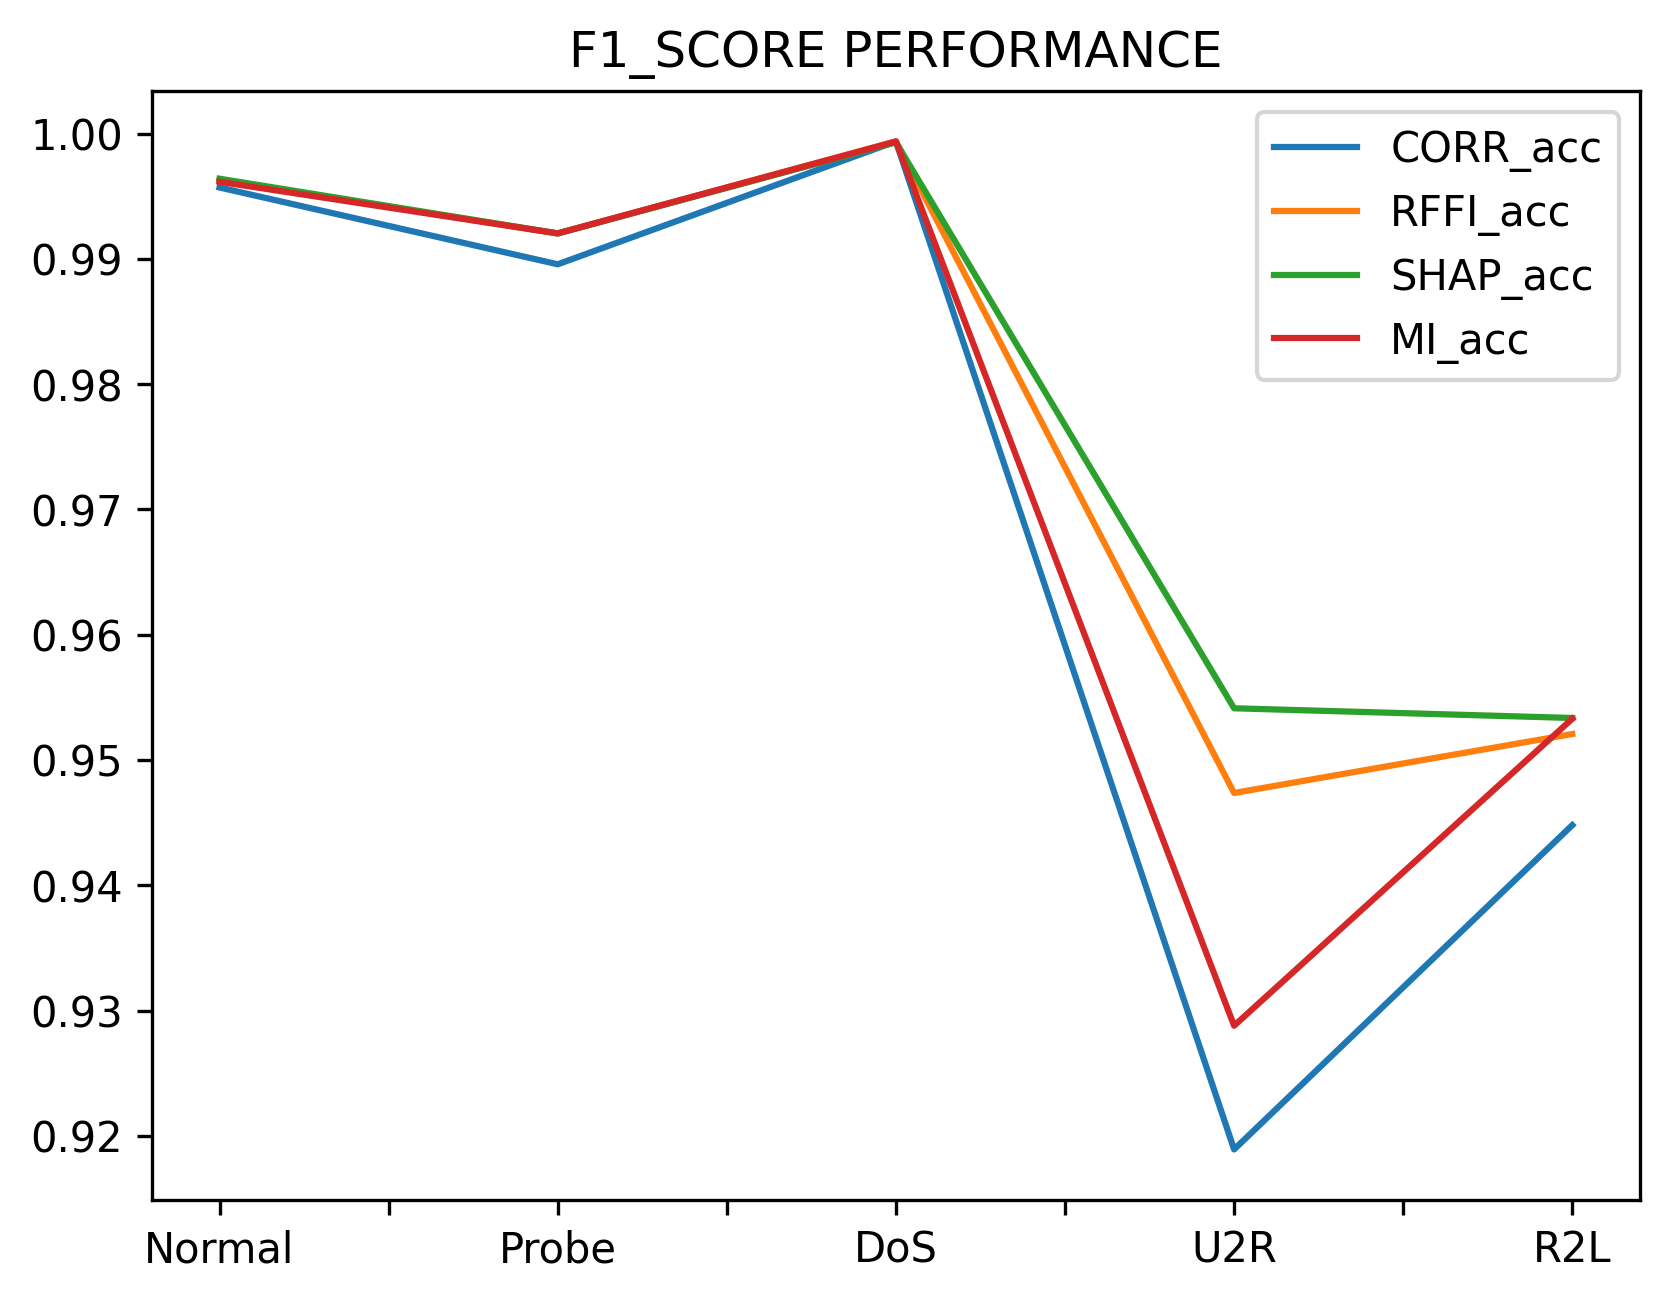 F1_SCORE PERFORMANCE
1.00
0.99
0.98
0.97
0.96
0.95
0.94
0.93
0.92
CORR_acc
RFFI_acc
SHAP_acc
MI_acc
Normal Probe DoS U2R R2L